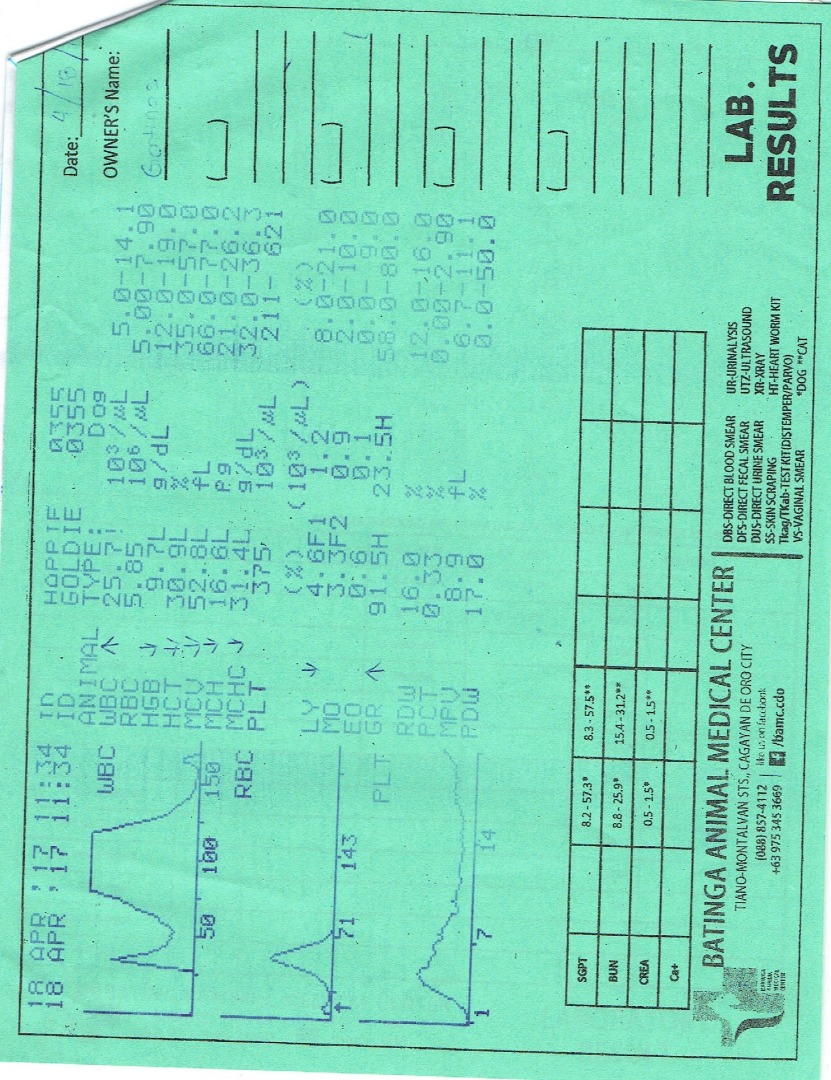 Date: 4/18/
OWNER'S Name:
18 APR '17 11:34 ID HAPPIE 0355
18 APR '17 11:34 ID GOLDIE 0355
ANIMAL TYPE: Dog
WBC 25.7! 10³/µL 5.0-14.1
RBC 5.85 10⁶/µL 5.00-7.90
HGB 9.7L g/dL 12.0-19.0
HCT 30.9L % 35.0-57.0
MCV 52.8L fL 66.0-77.0
MCH 16.6L pg 21.0-26.2
MCHC 31.4L g/dL 32.0-36.3
PLT 375 10³/µL 211- 621
(%) (10³/µL) (%)
LY 4.6F1 1.2 8.0-21.0
MO 3.3F2 0.9 2.0-10.0
EO 0.6 0.1 0.0-9.0
GR 91.5H 23.5H 58.0-80.0
RDW 16.0 % 12.0-16.0
PCT 0.33 % 0.00-2.90
MPV 8.9 fL 6.7-11.1
PDW 17.0 % 0.0-50.0
WBC
50 100 150
RBC
71 143
PLT
1 7 14
SGPT 8.2 - 57.3* 8.3 - 57.5**
BUN 8.8 - 25.9* 15.4 - 31.2**
CREA 0.5 - 1.5* 0.5 - 1.5**
Ca+
BATINGA ANIMAL MEDICAL CENTER
TIANO-MONTALVAN STS., CAGAYAN DE ORO CITY
(088) 857-4112 | like us on facebook
+63 975 345 3669 | f /bamc.cdo
BATINGA
ANIMAL
MEDICAL
CENTER
DBS-DIRECT BLOOD SMEAR
DFS-DIRECT FECAL SMEAR
DUS-DIRECT URINE SMEAR
SS-SKIN SCRAPING
TKag/TKab-TEST KIT(DISTEMPER/PARVO)
VS-VAGINAL SMEAR
UR-URINALYSIS
UTZ-ULTRASOUND
XR-XRAY
HT-HEART WORM KIT
*DOG **CAT
LAB.
RESULTS